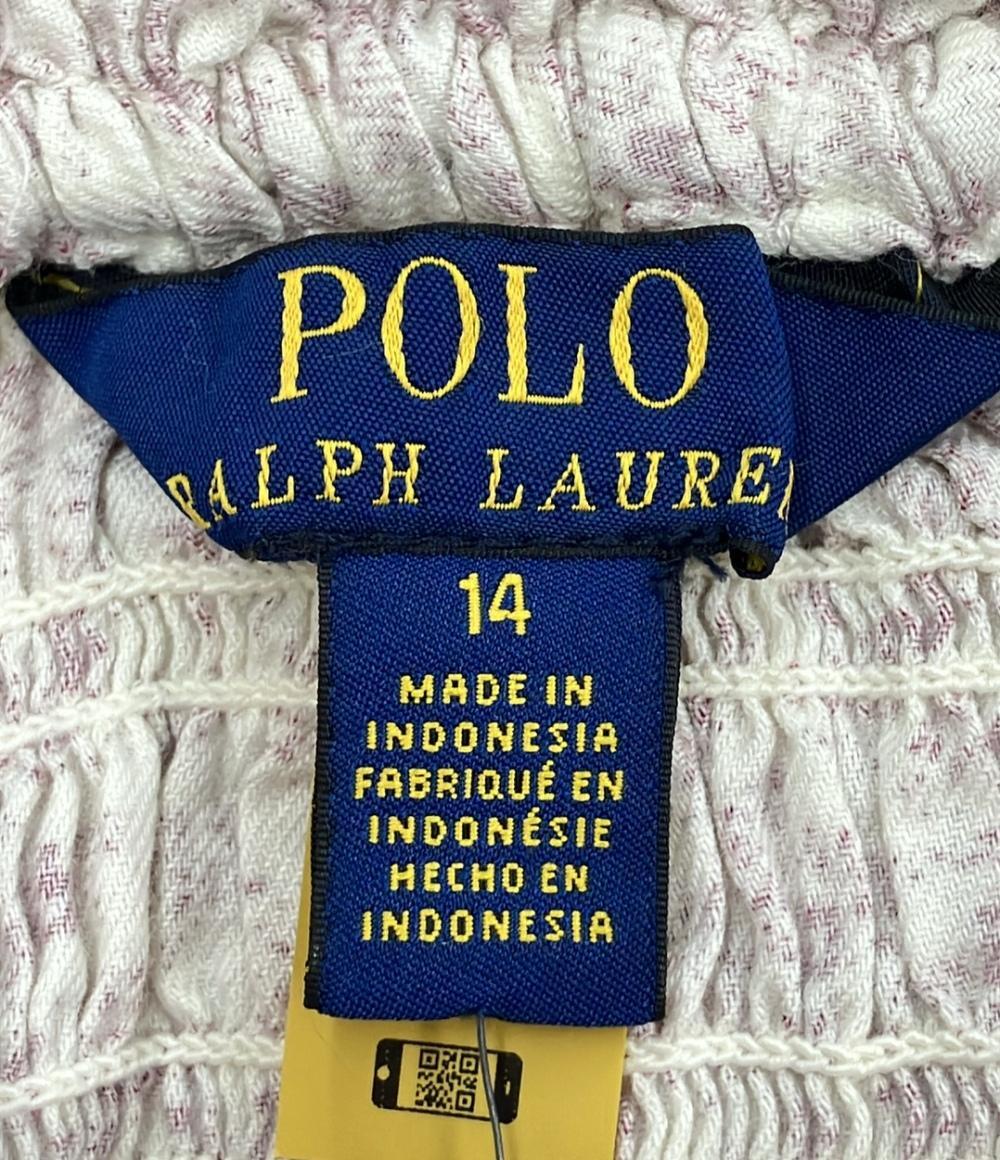 POLO
RALPH LAUREN
14
MADE IN
INDONESIA
FABRIQUÉ EN
INDONÉSIE
HECHO EN
INDONESIA